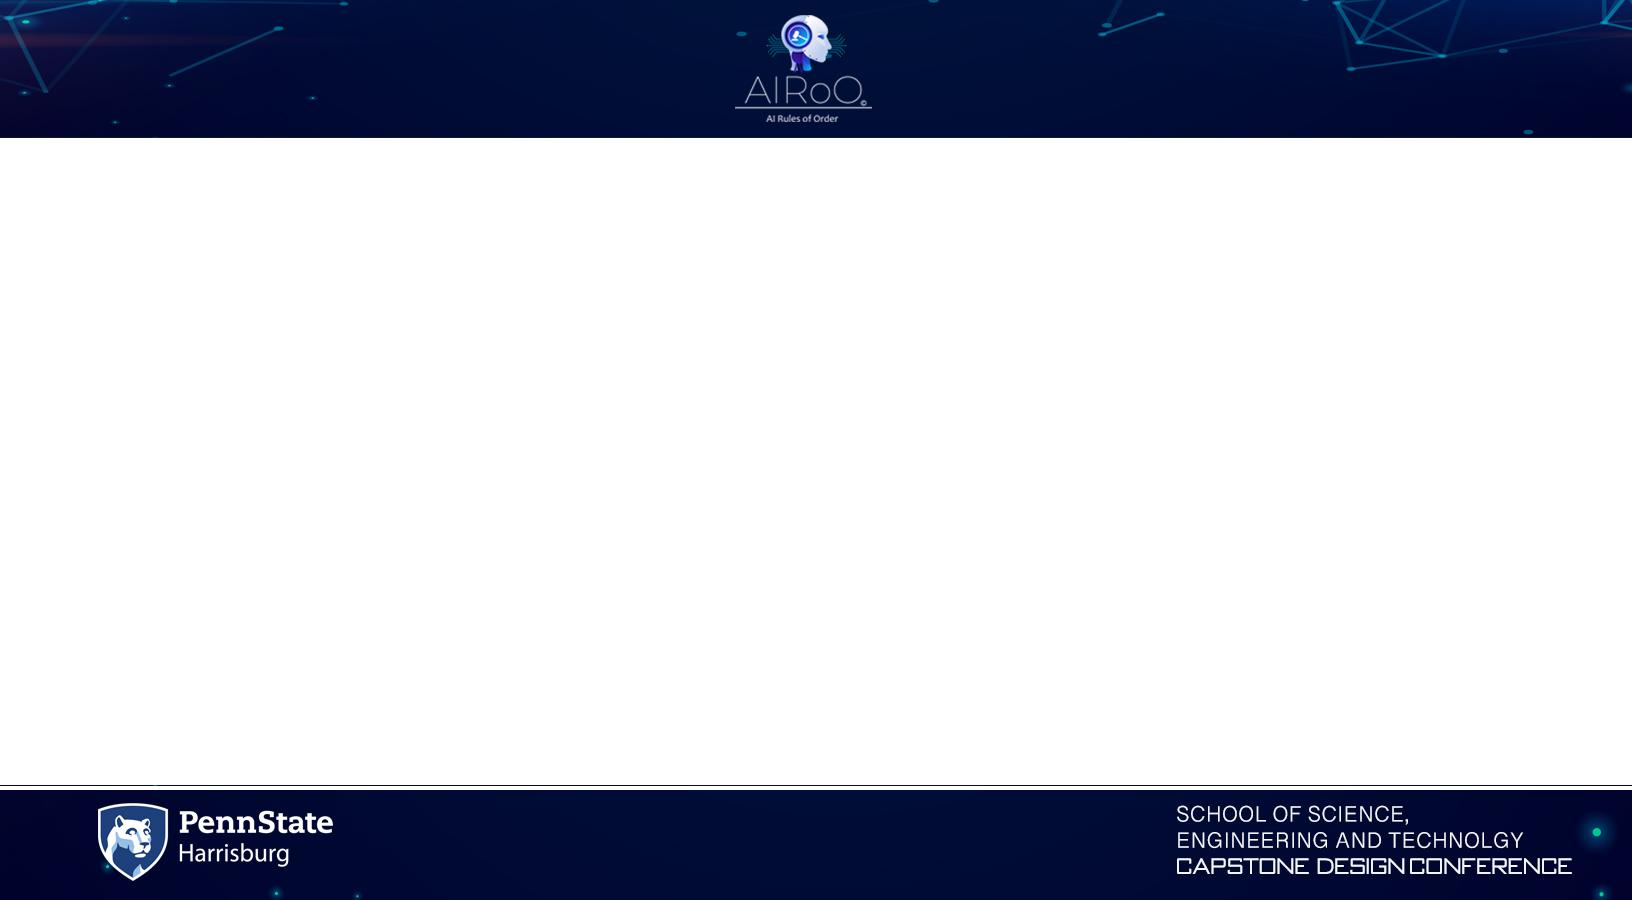 AIRoO©
AI Rules of Order
PennState
Harrisburg
SCHOOL OF SCIENCE,
ENGINEERING AND TECHNOLGY
CAPSTONE DESIGN CONFERENCE